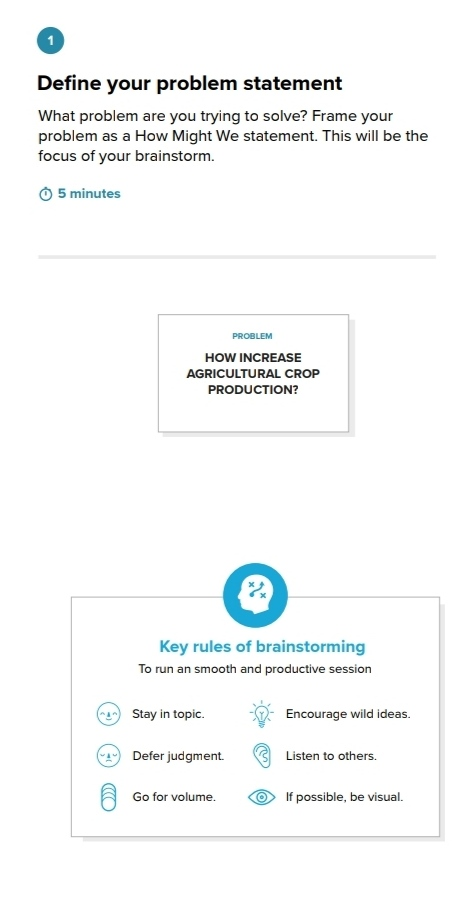 1
Define your problem statement
What problem are you trying to solve? Frame your
problem as a How Might We statement. This will be the
focus of your brainstorm.
5 minutes
PROBLEM
HOW INCREASE
AGRICULTURAL CROP
PRODUCTION?
Key rules of brainstorming
To run an smooth and productive session
Stay in topic.
Encourage wild ideas.
Defer judgment.
Listen to others.
Go for volume.
If possible, be visual.